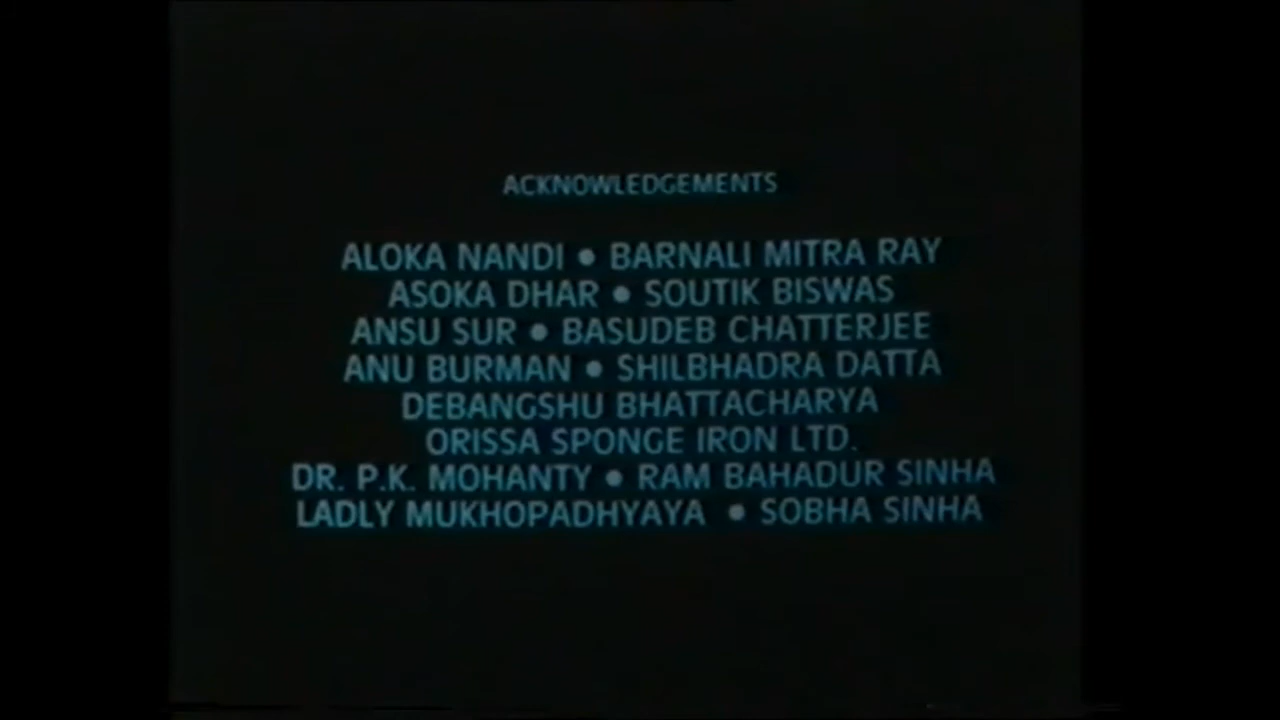 ACKNOWLEDGEMENTS
ALOKA NANDI • BARNALI MITRA RAY
ASOKA DHAR • SOUTIK BISWAS
ANSU SUR • BASUDEB CHATTERJEE
ANU BURMAN • SHILBHADRA DATTA
DEBANGSHU BHATTACHARYA
ORISSA SPONGE IRON LTD.
DR. P.K. MOHANTY • RAM BAHADUR SINHA
LADLY MUKHOPADHYAYA • SOBHA SINHA